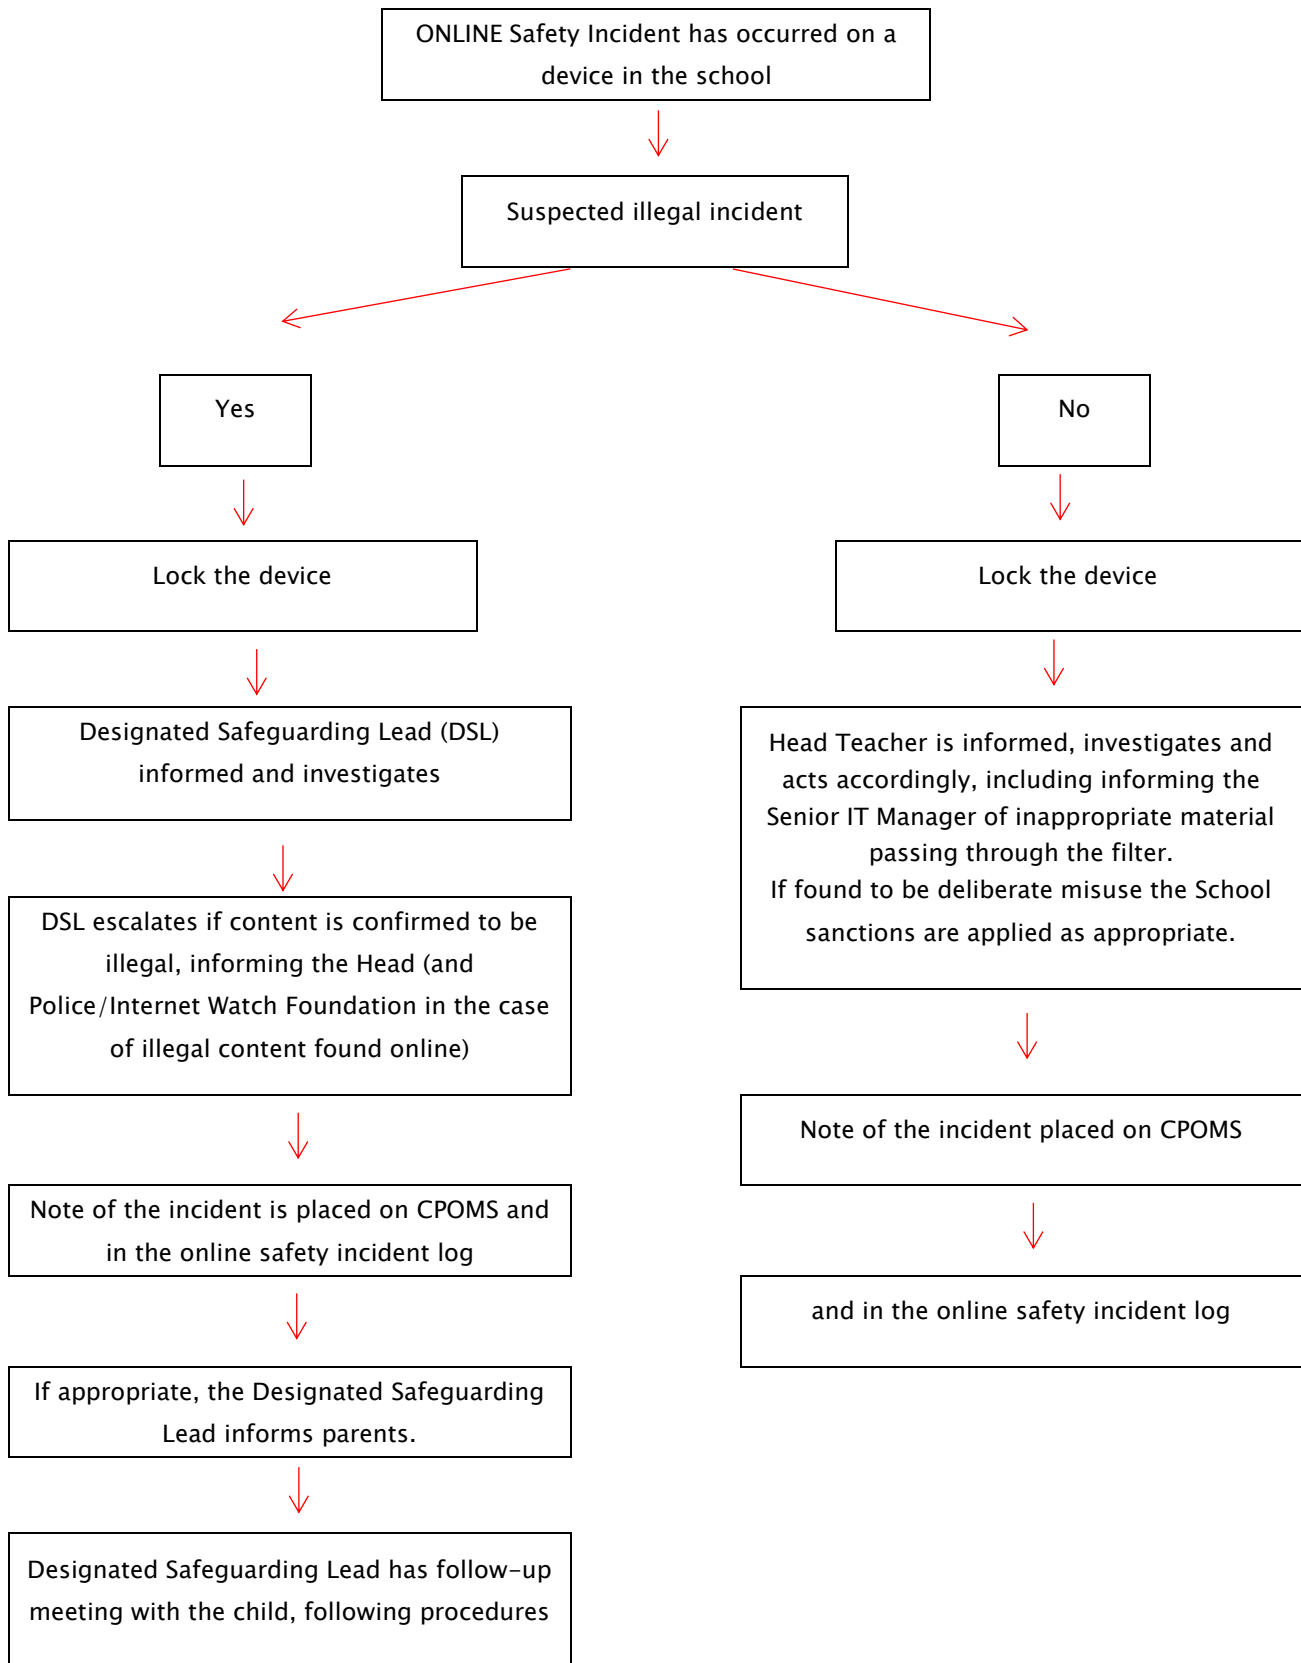 ONLINE Safety Incident has occurred on a
device in the school
Suspected illegal incident
Yes
No
Lock the device
Lock the device
Designated Safeguarding Lead (DSL)
informed and investigates
Head Teacher is informed, investigates and
acts accordingly, including informing the
Senior IT Manager of inappropriate material
passing through the filter.
If found to be deliberate misuse the School
sanctions are applied as appropriate.
DSL escalates if content is confirmed to be
illegal, informing the Head (and
Police/Internet Watch Foundation in the case
of illegal content found online)
Note of the incident placed on CPOMS
Note of the incident is placed on CPOMS and
in the online safety incident log
and in the online safety incident log
If appropriate, the Designated Safeguarding
Lead informs parents.
Designated Safeguarding Lead has follow-up
meeting with the child, following procedures